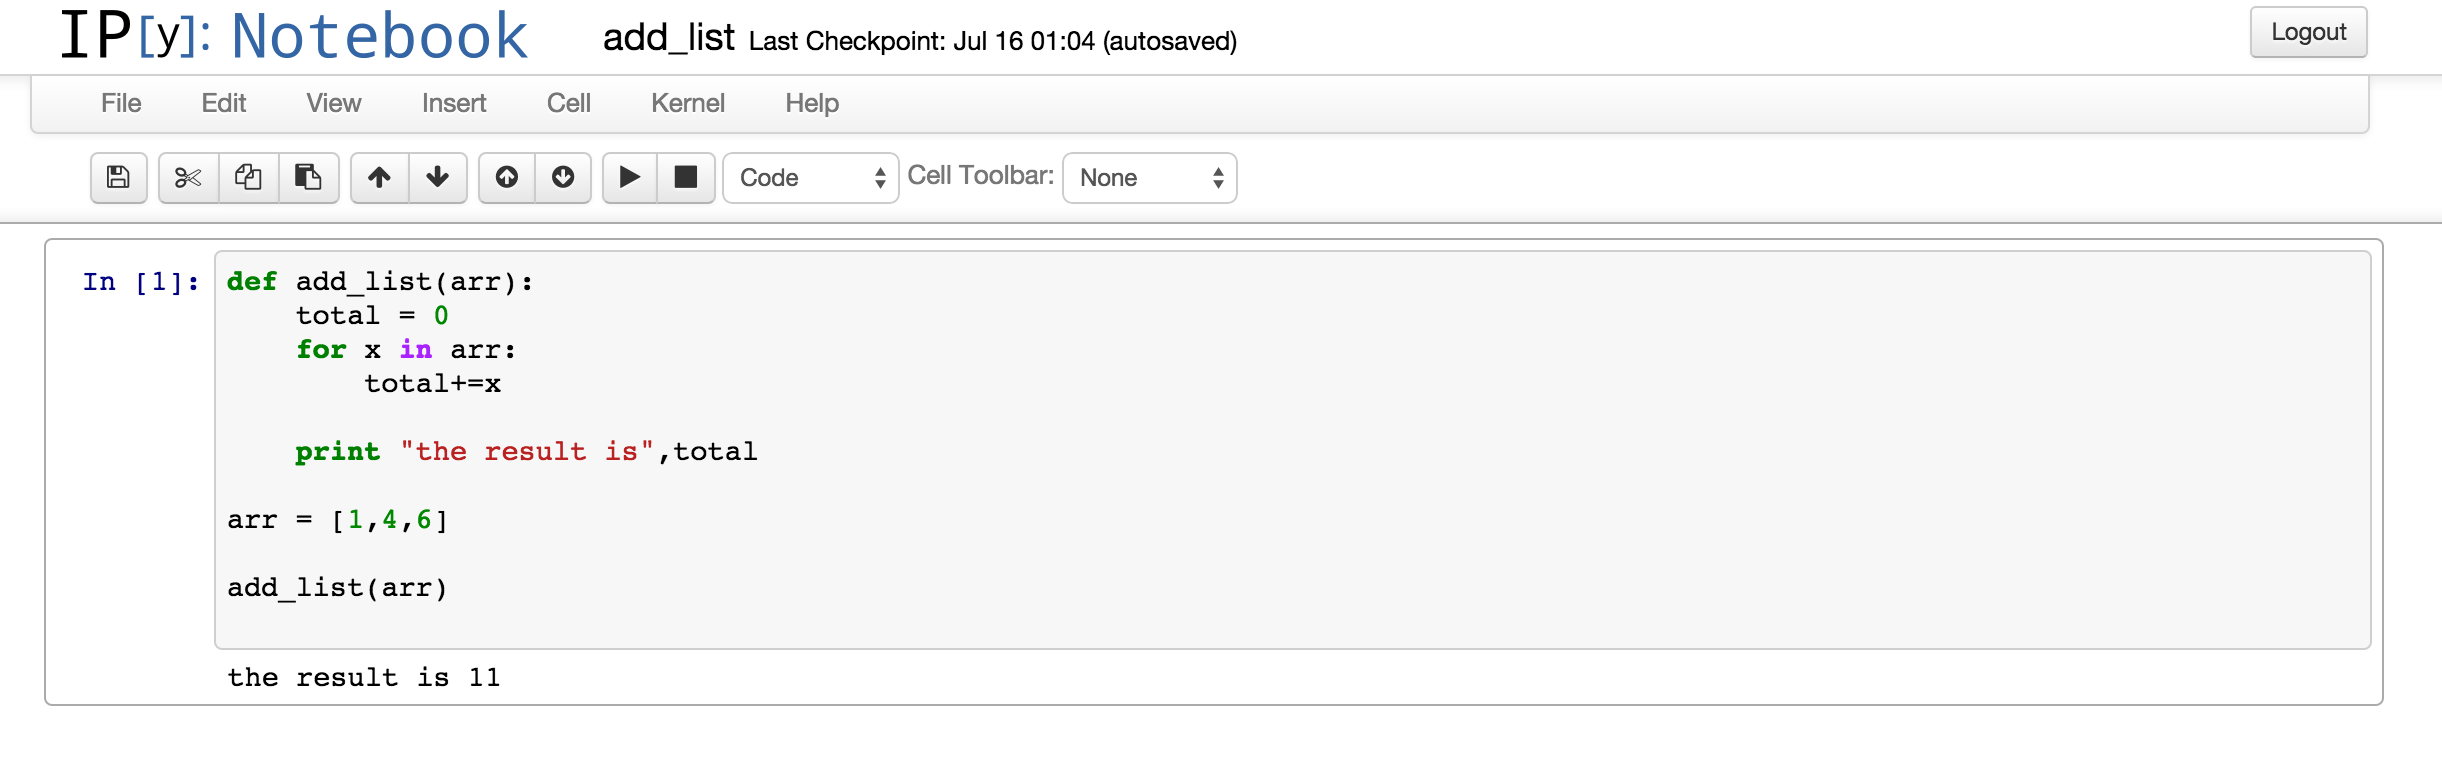 IP[y]: Notebook add_list Last Checkpoint: Jul 16 01:04 (autosaved) Logout
File Edit View Insert Cell Kernel Help
Code Cell Toolbar: None
In [1]: def add_list(arr):
    total = 0
    for x in arr:
        total+=x
    print "the result is",total
arr = [1,4,6]
add_list(arr)
the result is 11